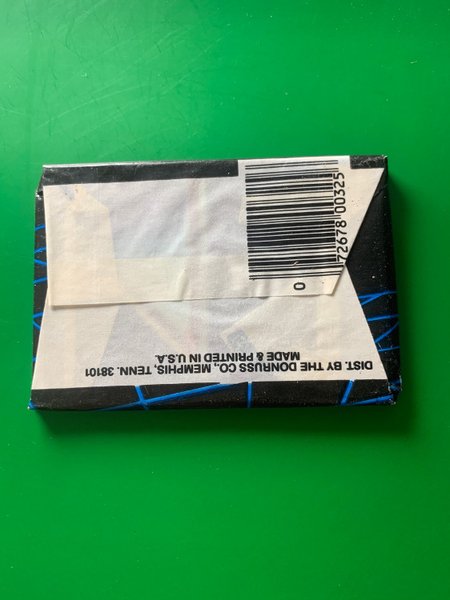 DIST. BY THE DONRUSS CO., MEMPHIS, TENN. 38101
MADE & PRINTED IN U.S.A.
0
72678 00325